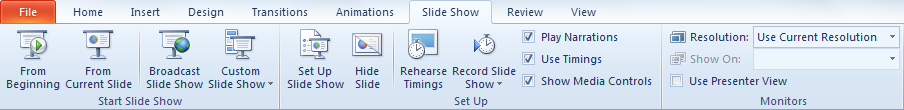 File Home Insert Design Transitions Animations Slide Show Review View
From Beginning
From Current Slide
Broadcast Slide Show
Custom Slide Show
Start Slide Show
Set Up Slide Show
Hide Slide
Rehearse Timings
Record Slide Show
Play Narrations
Use Timings
Show Media Controls
Set Up
Resolution: Use Current Resolution
Show On:
Use Presenter View
Monitors